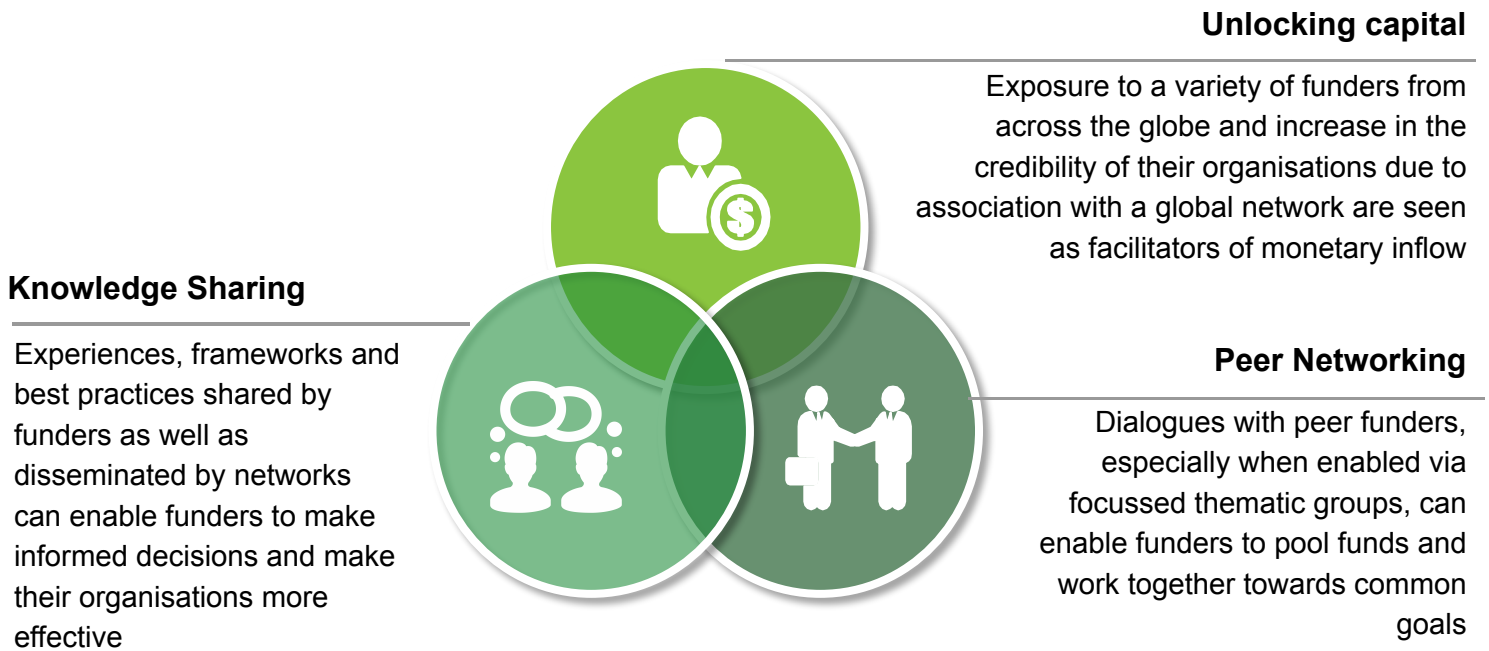 Unlocking capital
Exposure to a variety of funders from
across the globe and increase in the
credibility of their organisations due to
association with a global network are seen
as facilitators of monetary inflow
$
Knowledge Sharing
Experiences, frameworks and
best practices shared by
funders as well as
disseminated by networks
can enable funders to make
informed decisions and make
their organisations more
effective
Peer Networking
Dialogues with peer funders,
especially when enabled via
focussed thematic groups, can
enable funders to pool funds and
work together towards common
goals